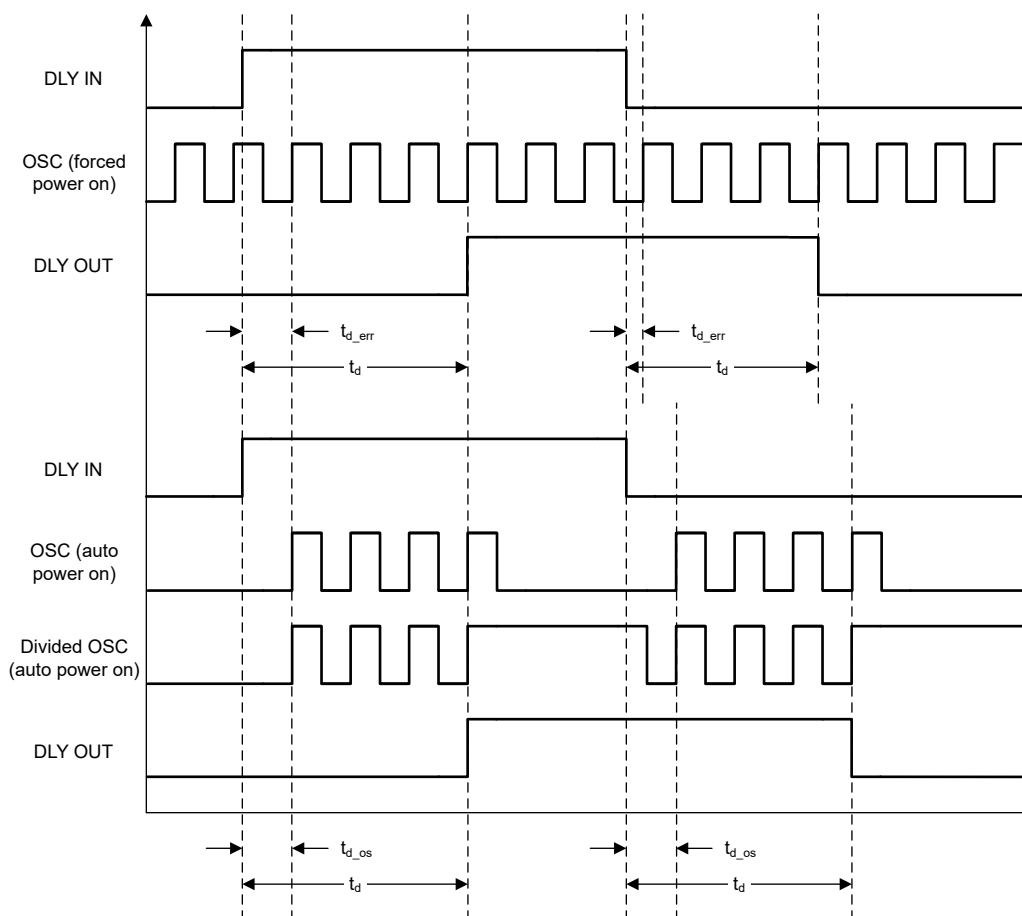 DLY IN
OSC (forced
power on)
DLY OUT
t_d_err
t_d_err
t_d
t_d
DLY IN
OSC (auto
power on)
Divided OSC
(auto power on)
DLY OUT
t_d_os
t_d_os
t_d
t_d